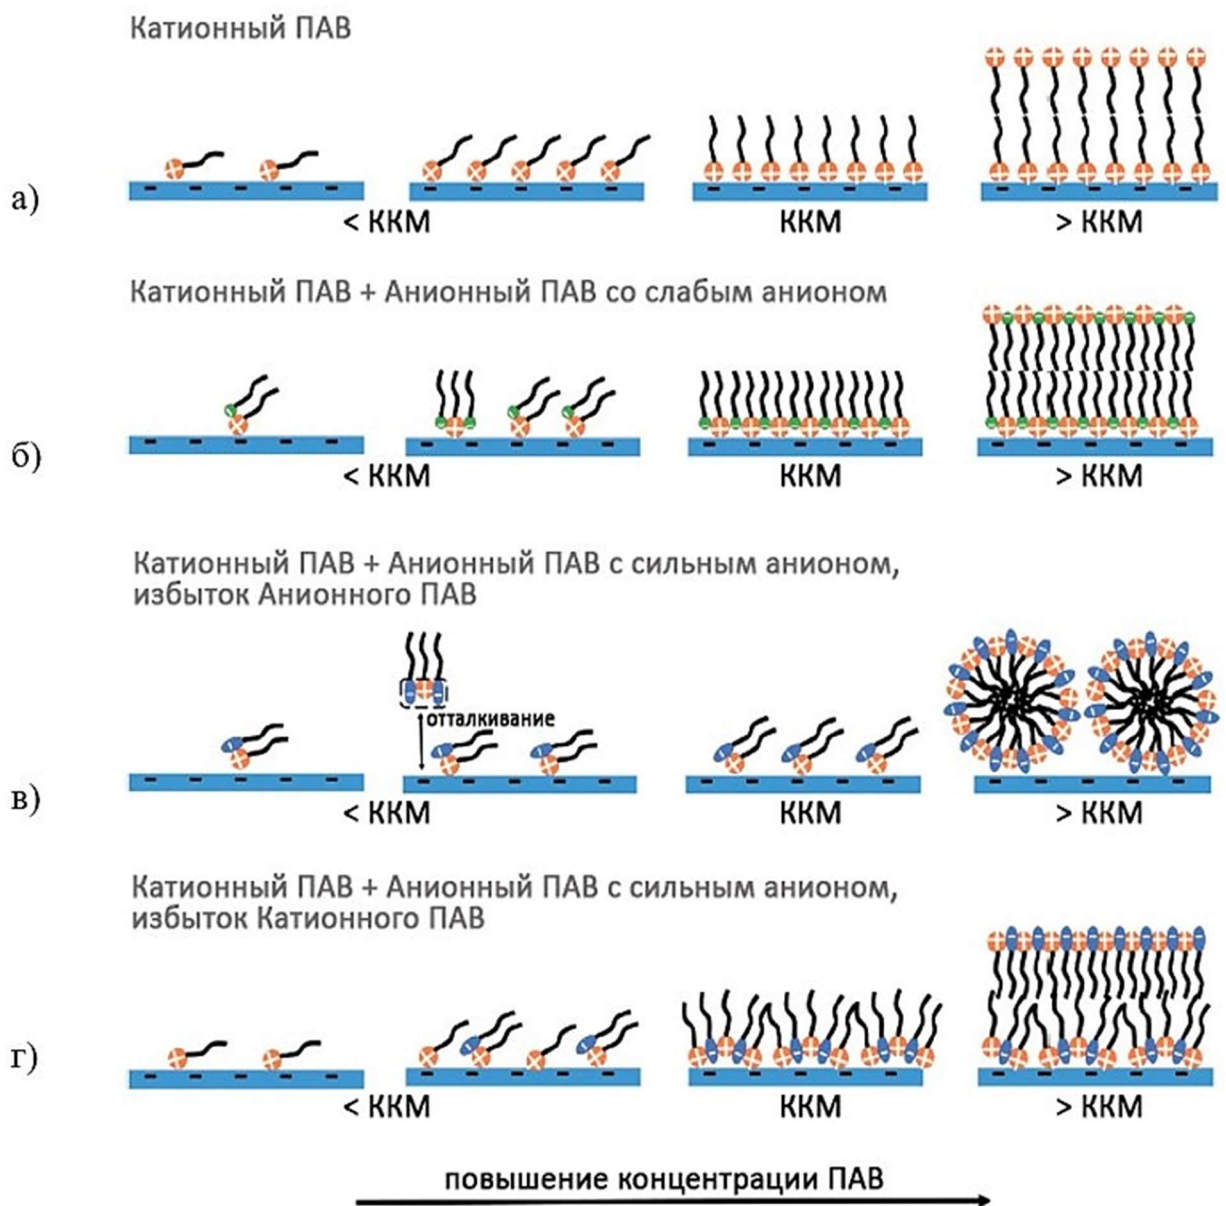 Катионный ПАВ
а)
< ККМ ККМ > ККМ
Катионный ПАВ + Анионный ПАВ со слабым анионом
б)
< ККМ ККМ > ККМ
Катионный ПАВ + Анионный ПАВ с сильным анионом,
избыток Анионного ПАВ
отталкивание
в)
< ККМ ККМ > ККМ
Катионный ПАВ + Анионный ПАВ с сильным анионом,
избыток Катионного ПАВ
г)
< ККМ ККМ > ККМ
повышение концентрации ПАВ